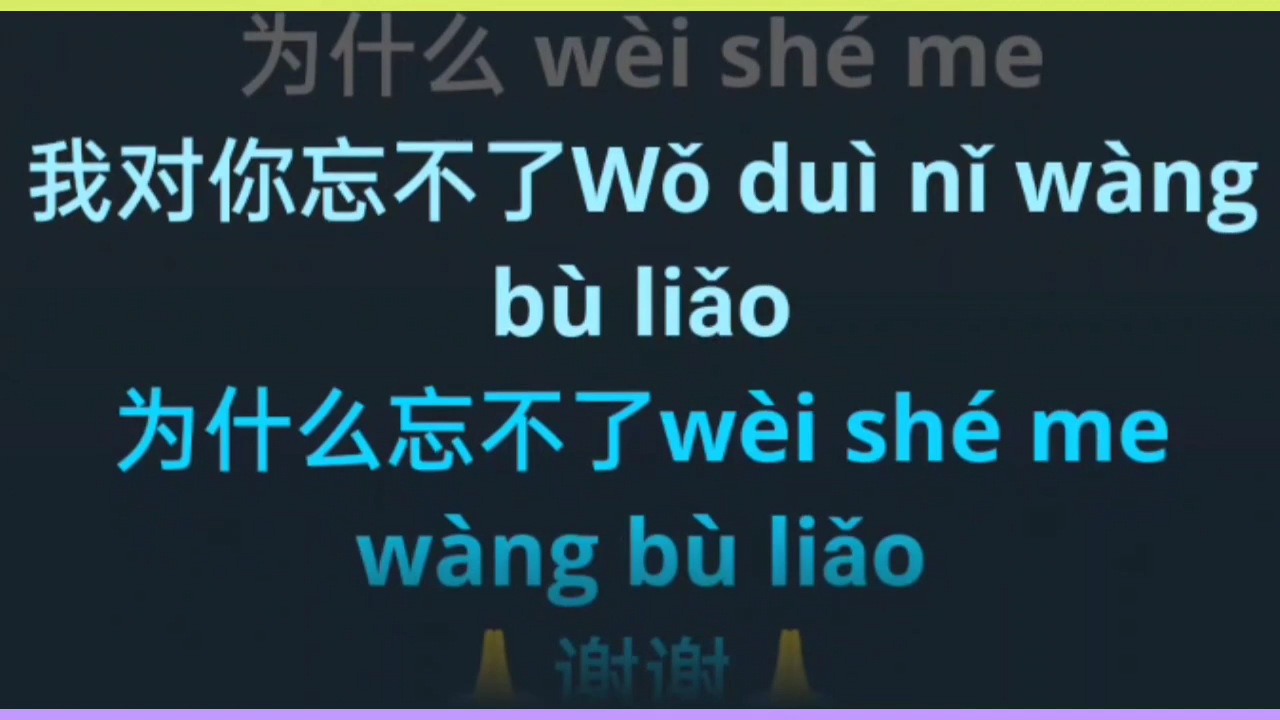 为什么 wèi shé me
我对你忘不了Wǒ duì nǐ wàng
bù liǎo
为什么忘不了wèi shé me
wàng bù liǎo
🙏 谢谢 🙏